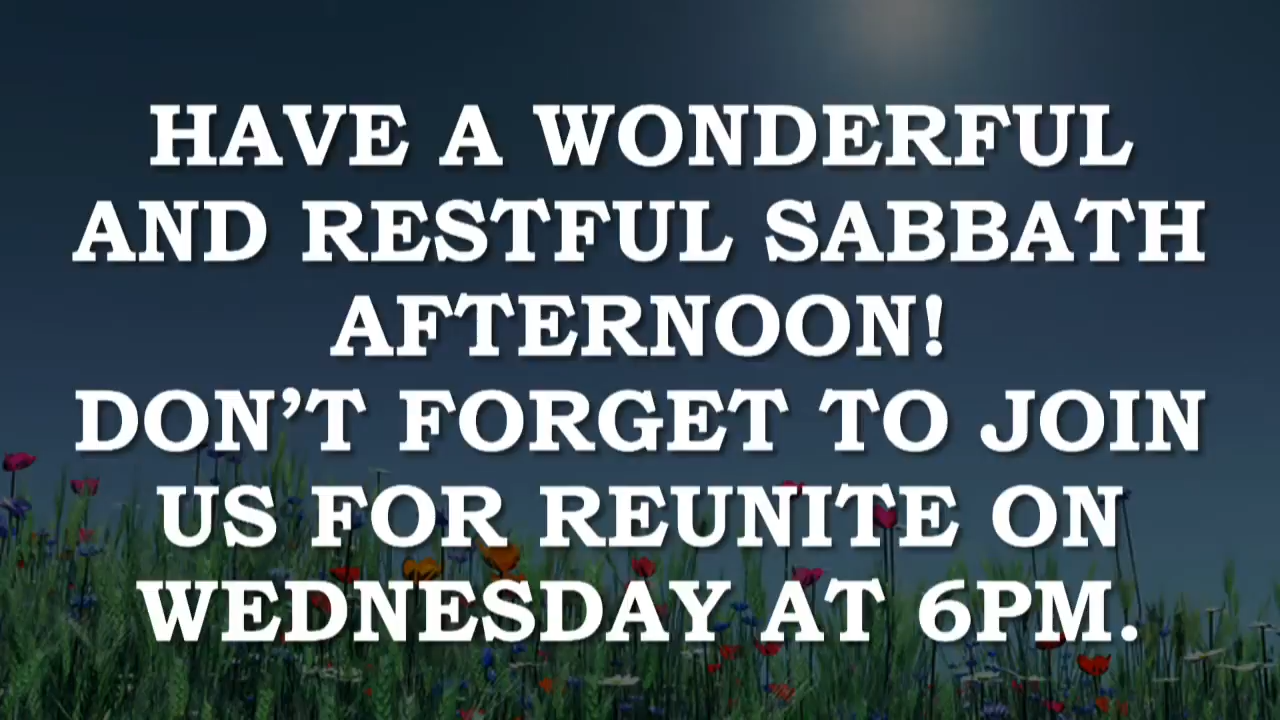 HAVE A WONDERFUL
AND RESTFUL SABBATH
AFTERNOON!
DON’T FORGET TO JOIN
US FOR REUNITE ON
WEDNESDAY AT 6PM.